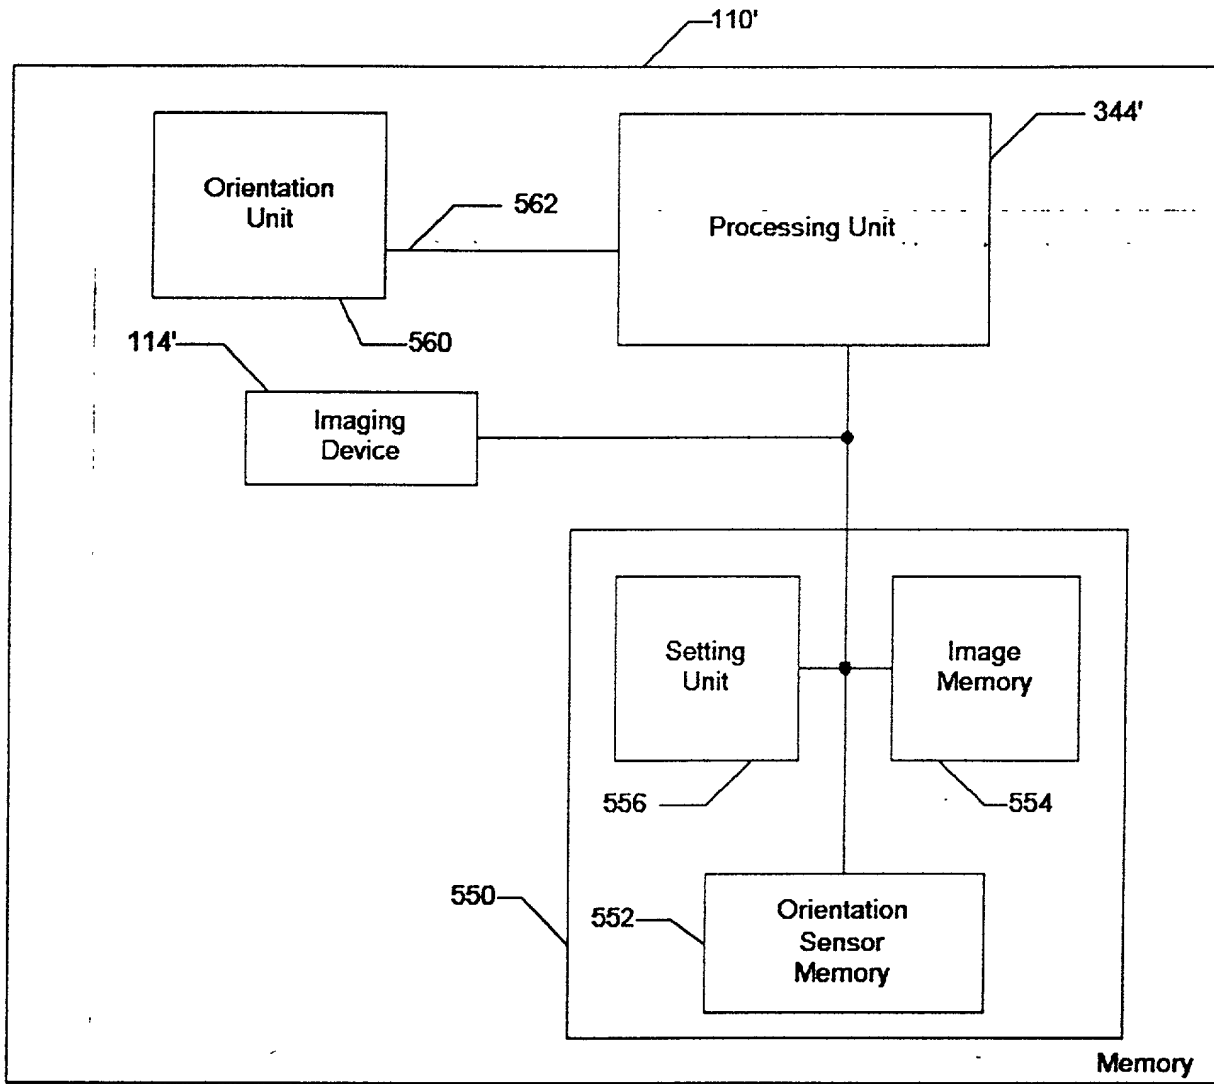 110'
344'
Orientation
Unit
562
Processing Unit
114'
560
Imaging
Device
Setting
Unit
Image
Memory
556
554
550
552
Orientation
Sensor
Memory
Memory